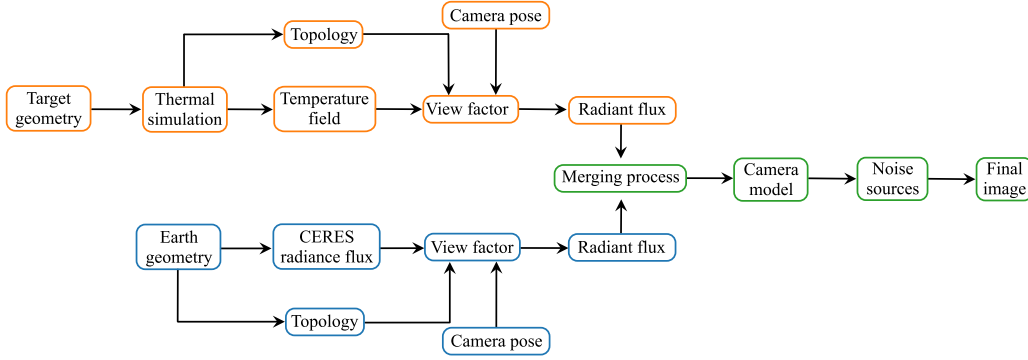 Camera pose
Topology
Target
geometry
Thermal
simulation
Temperature
field
View factor
Radiant flux
Merging process
Camera
model
Noise
sources
Final
image
Earth
geometry
CERES
radiance flux
View factor
Radiant flux
Topology
Camera pose